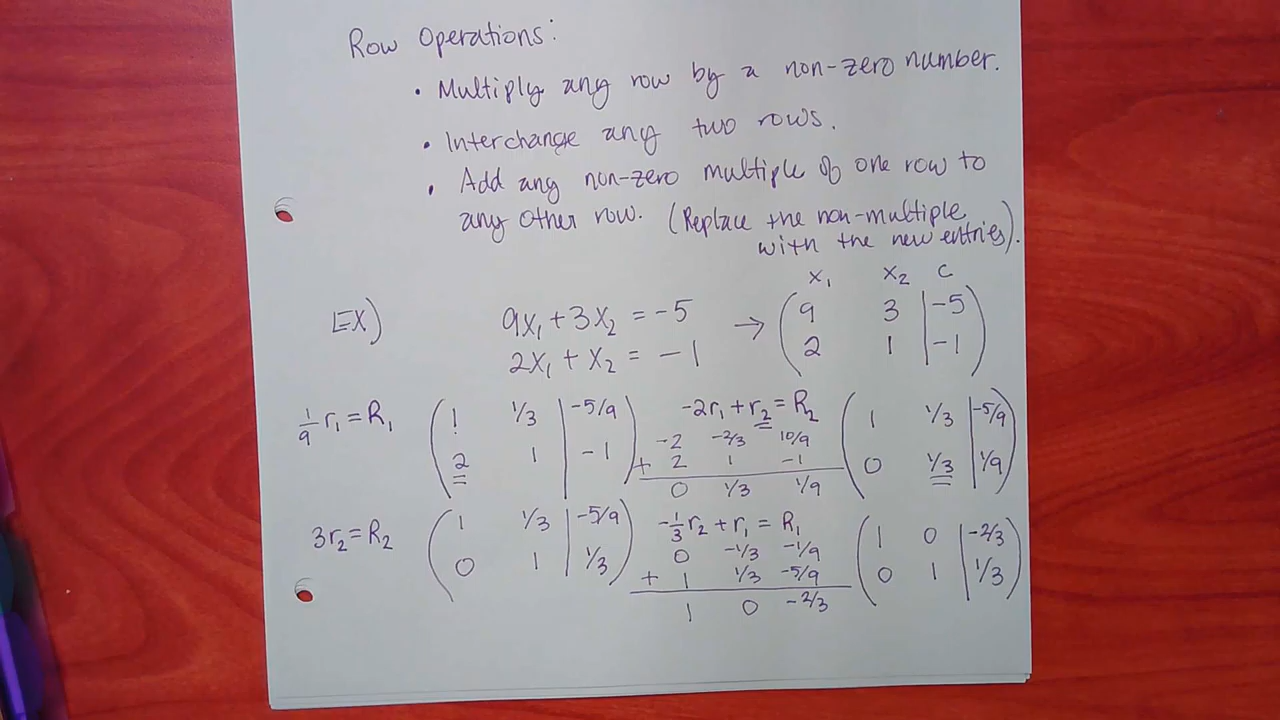 Row Operations:
• Multiply any row by a non-zero number.
• Interchange any two rows.
• Add any non-zero multiple of one row to
any other row. (Replace the non-multiple
with the new entries).
x₁ x₂ c
EX) 9x₁ + 3x₂ = -5 → ( 9 3 | -5 )
2x₁ + x₂ = -1 ( 2 1 | -1 )
1/9 r₁ = R₁ ( 1 1/3 | -5/9 ) -2r₁ + r₂ = R₂ ( 1 1/3 | -5/9 )
-2 -2/3 10/9
( 2 1 | -1 ) + 2 1 -1 ( 0 1/3 | 1/9 )
0 1/3 1/9
3r₂ = R₂ ( 1 1/3 | -5/9 ) -1/3 r₂ + r₁ = R₁ ( 1 0 | -2/3 )
0 -1/3 -1/9
( 0 1 | 1/3 ) + 1 1/3 -5/9 ( 0 1 | 1/3 )
1 0 -2/3